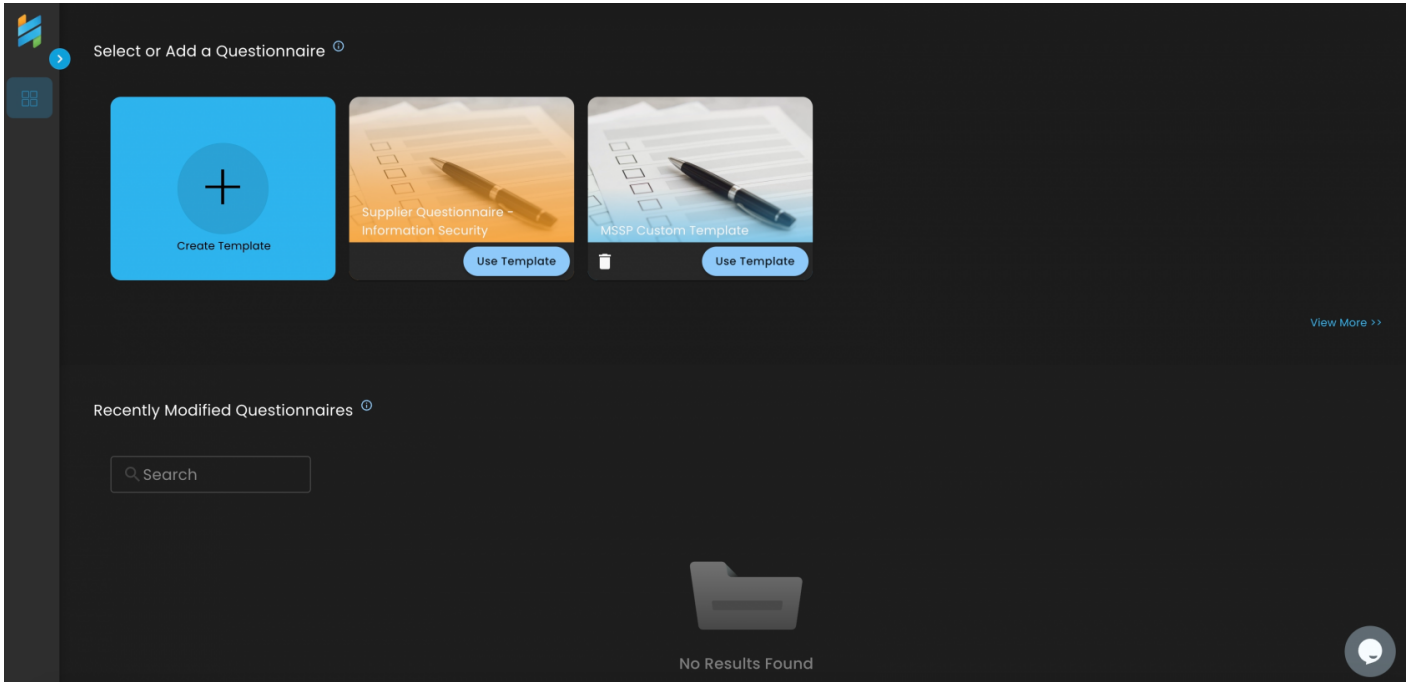 Select or Add a Questionnaire
Create Template
Supplier Questionnaire -
Information Security
Use Template
MSSP Custom Template
Use Template
View More >>
Recently Modified Questionnaires
Search
No Results Found